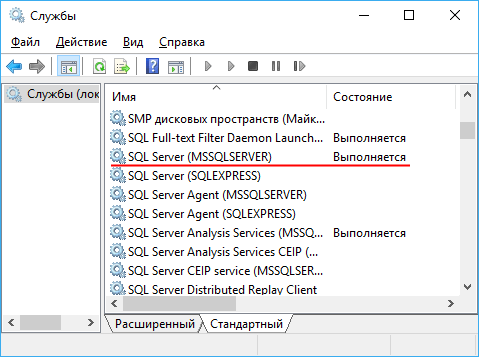 Службы
Файл Действие Вид Справка
Службы (лок
Имя Состояние
SMP дисковых пространств (Майк...
SQL Full-text Filter Daemon Launch... Выполняется
SQL Server (MSSQLSERVER) Выполняется
SQL Server (SQLEXPRESS)
SQL Server Agent (MSSQLSERVER)
SQL Server Agent (SQLEXPRESS)
SQL Server Analysis Services (MSSQ... Выполняется
SQL Server Analysis Services CEIP (...
SQL Server CEIP service (MSSQLSER...
SQL Server Distributed Replay Client
Расширенный Стандартный